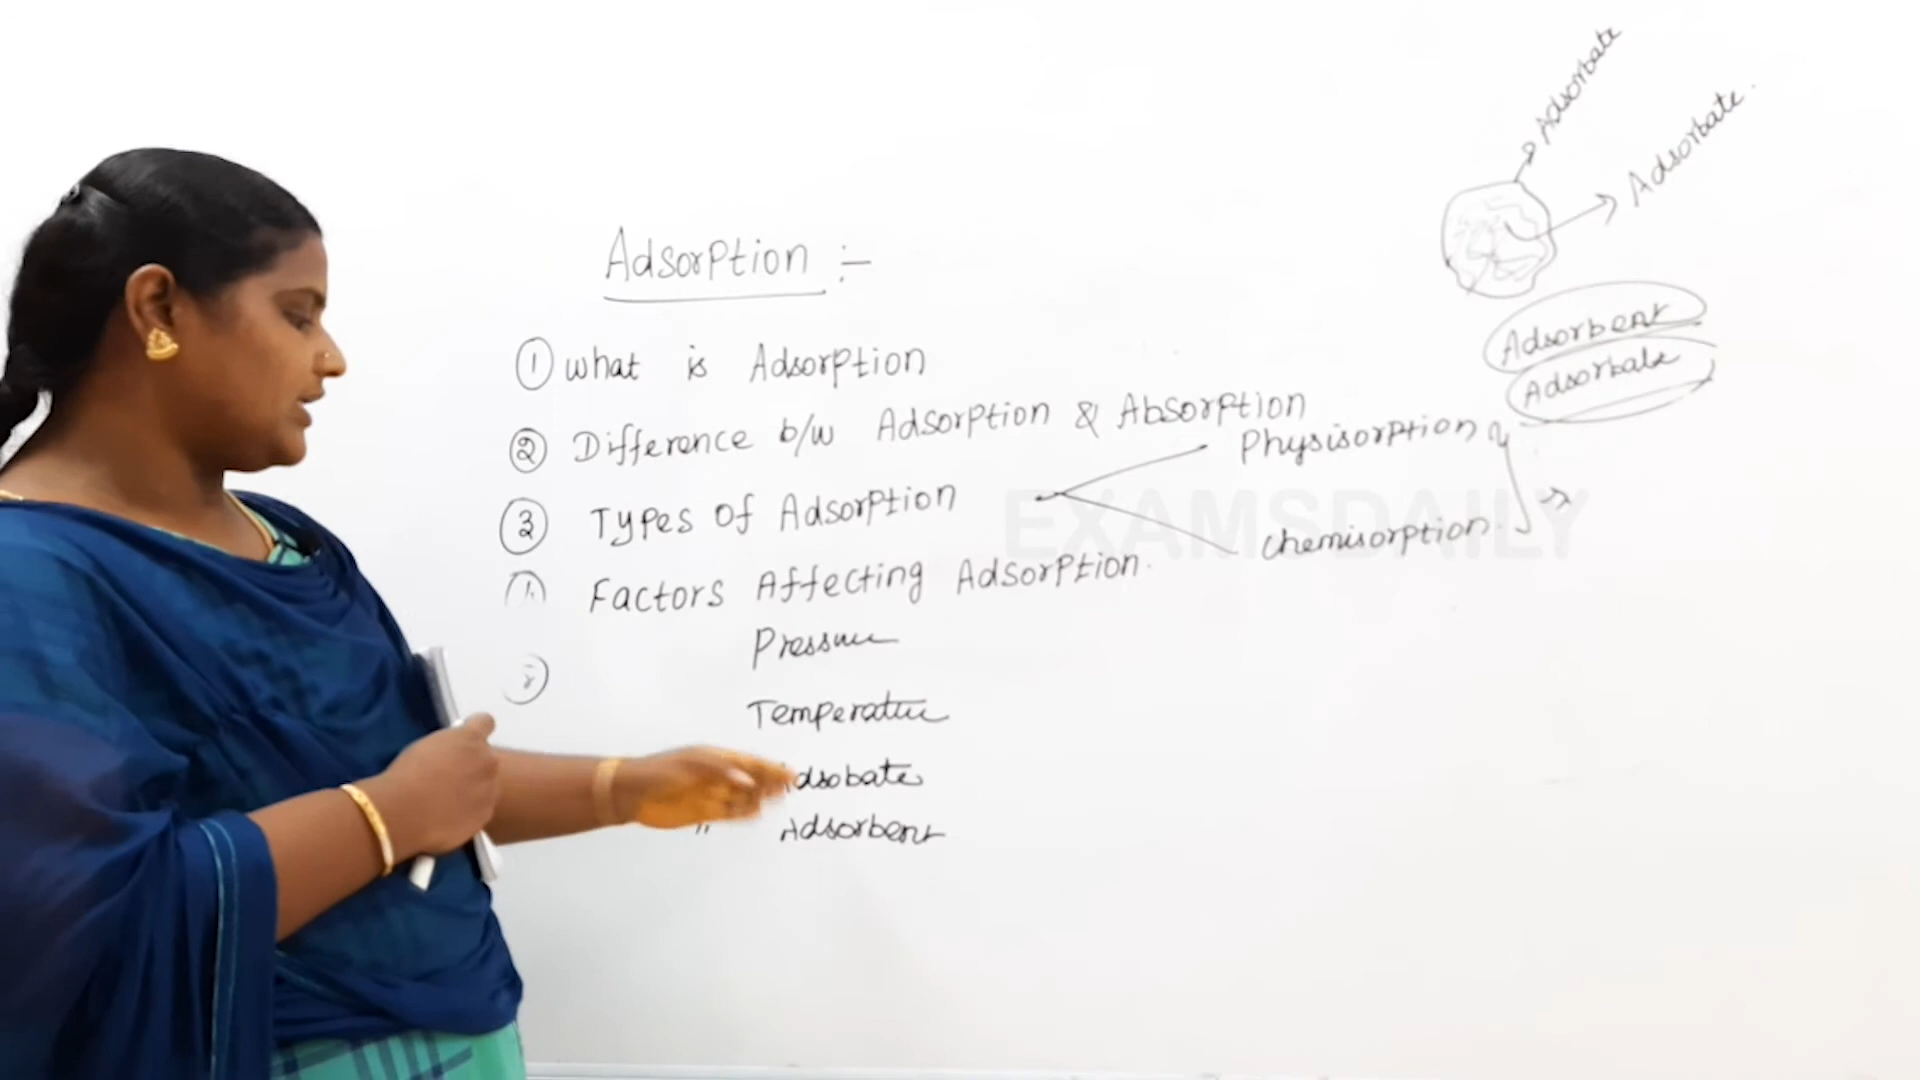 Adsorbate
Adsorbate.
Adsorption :-
① What is Adsorption
Adsorbent
Adsorbate
② Difference b/w Adsorption & Absorption
Physisorption
③ Types of Adsorption
EXAMSDAILY
Chemisorption.
Factors Affecting Adsorption.
Pressure
Temperature
dsobate
" Adsorbent